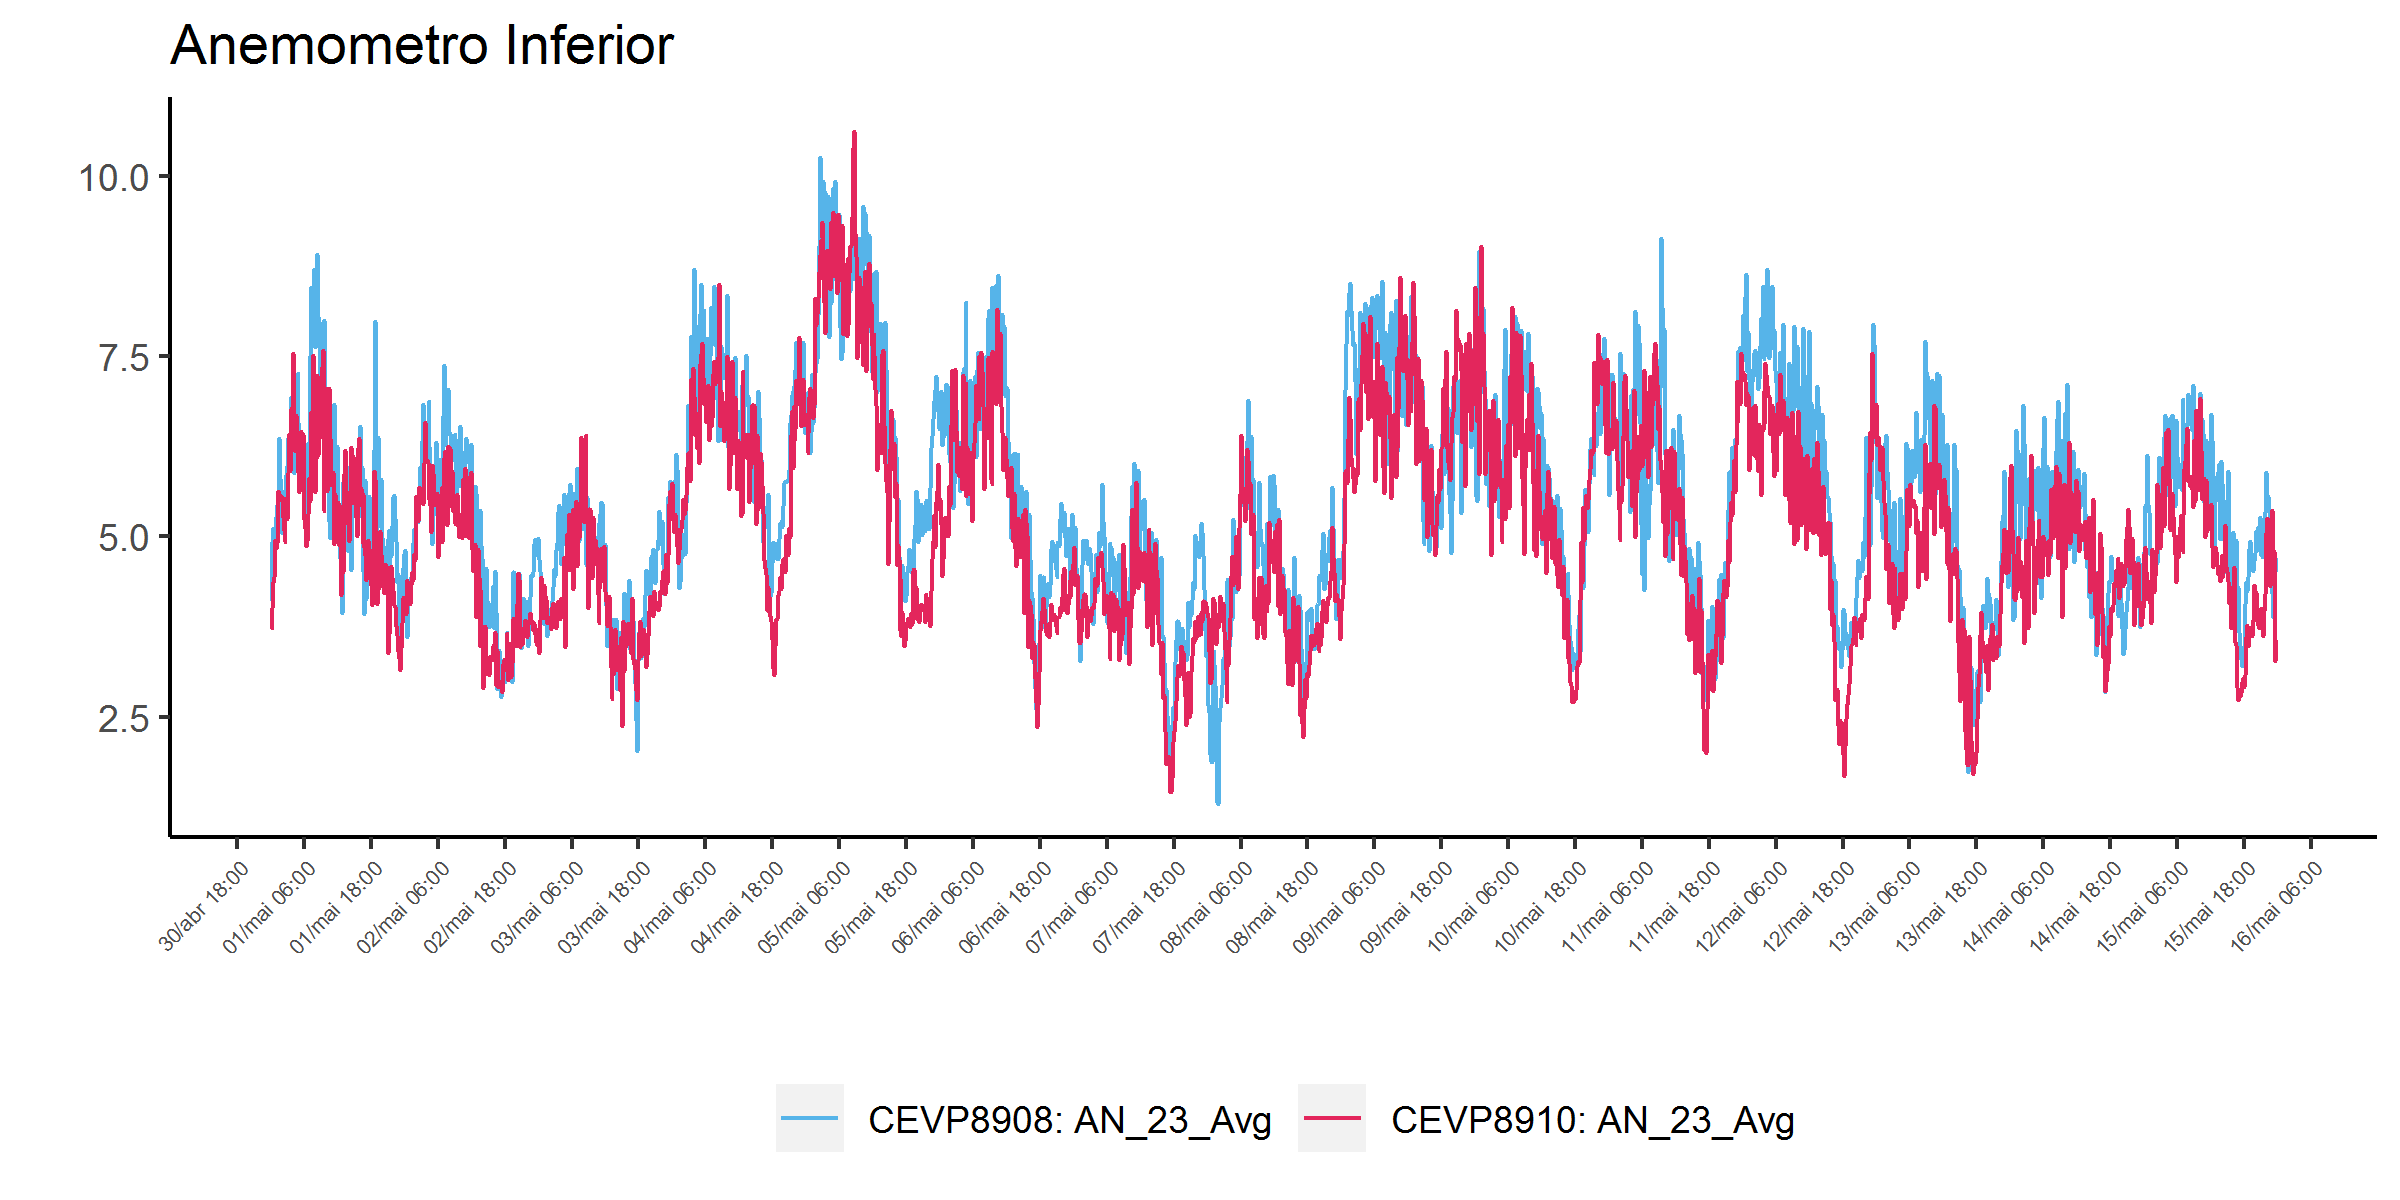 Anemometro Inferior
10.0
7.5
5.0
2.5
30/abr 18:00
01/mai 06:00
01/mai 18:00
02/mai 06:00
02/mai 18:00
03/mai 06:00
03/mai 18:00
04/mai 06:00
04/mai 18:00
05/mai 06:00
05/mai 18:00
06/mai 06:00
06/mai 18:00
07/mai 06:00
07/mai 18:00
08/mai 06:00
08/mai 18:00
09/mai 06:00
09/mai 18:00
10/mai 06:00
10/mai 18:00
11/mai 06:00
11/mai 18:00
12/mai 06:00
12/mai 18:00
13/mai 06:00
13/mai 18:00
14/mai 06:00
14/mai 18:00
15/mai 06:00
15/mai 18:00
16/mai 06:00
CEVP8908: AN_23_Avg
CEVP8910: AN_23_Avg